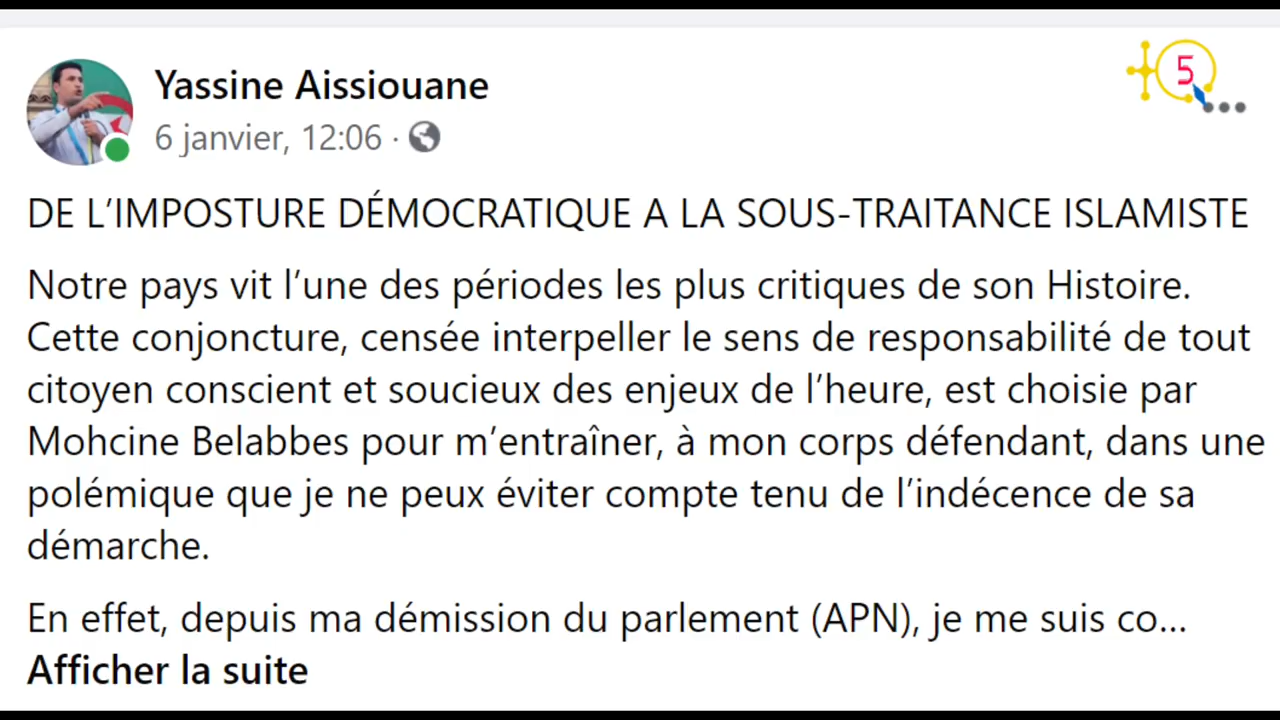 Yassine Aissiouane
6 janvier, 12:06 ·
5
DE L’IMPOSTURE DÉMOCRATIQUE A LA SOUS-TRAITANCE ISLAMISTE
Notre pays vit l’une des périodes les plus critiques de son Histoire.
Cette conjoncture, censée interpeller le sens de responsabilité de tout
citoyen conscient et soucieux des enjeux de l’heure, est choisie par
Mohcine Belabbes pour m’entraîner, à mon corps défendant, dans une
polémique que je ne peux éviter compte tenu de l’indécence de sa
démarche.
En effet, depuis ma démission du parlement (APN), je me suis co...
Afficher la suite